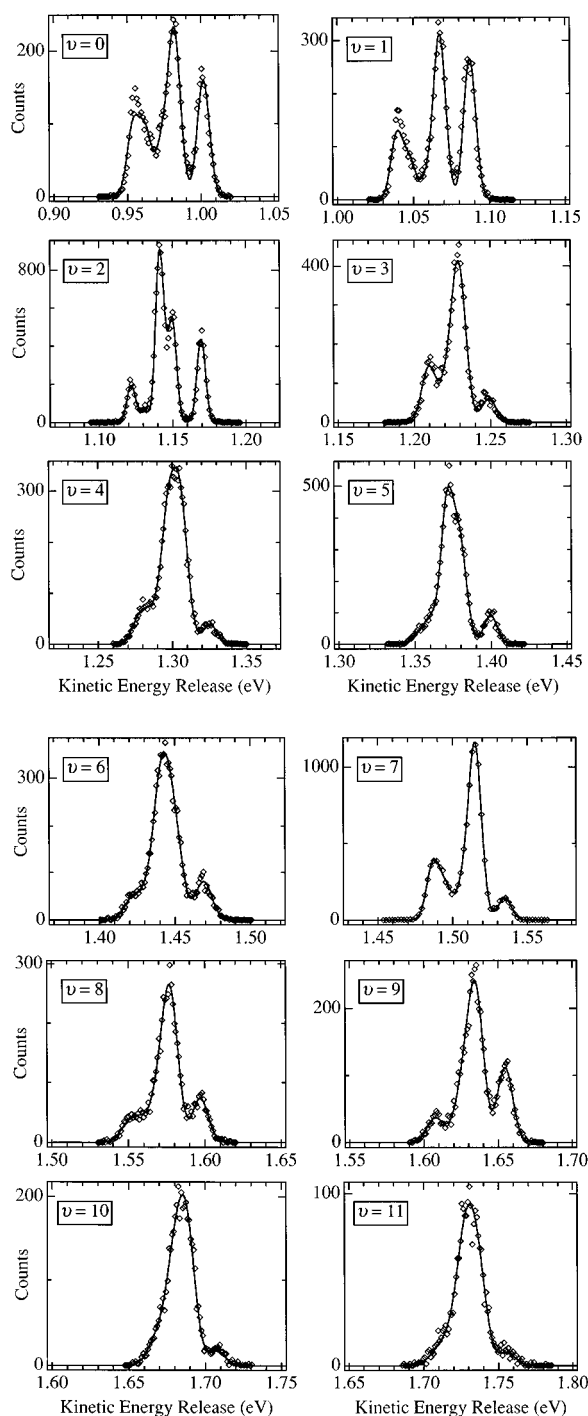 υ = 0
Counts
200
0
0.90 0.95 1.00 1.05
υ = 1
300
0
1.00 1.05 1.10 1.15
υ = 2
Counts
800
0
1.10 1.15 1.20
υ = 3
400
0
1.15 1.20 1.25 1.30
υ = 4
Counts
300
0
1.25 1.30 1.35
Kinetic Energy Release (eV)
υ = 5
500
0
1.30 1.35 1.40 1.45
Kinetic Energy Release (eV)
υ = 6
Counts
300
0
1.40 1.45 1.50
υ = 7
1000
0
1.45 1.50 1.55
υ = 8
Counts
300
0
1.50 1.55 1.60 1.65
υ = 9
200
0
1.55 1.60 1.65 1.70
υ = 10
Counts
200
0
1.60 1.65 1.70 1.75
Kinetic Energy Release (eV)
υ = 11
100
0
1.65 1.70 1.75 1.80
Kinetic Energy Release (eV)